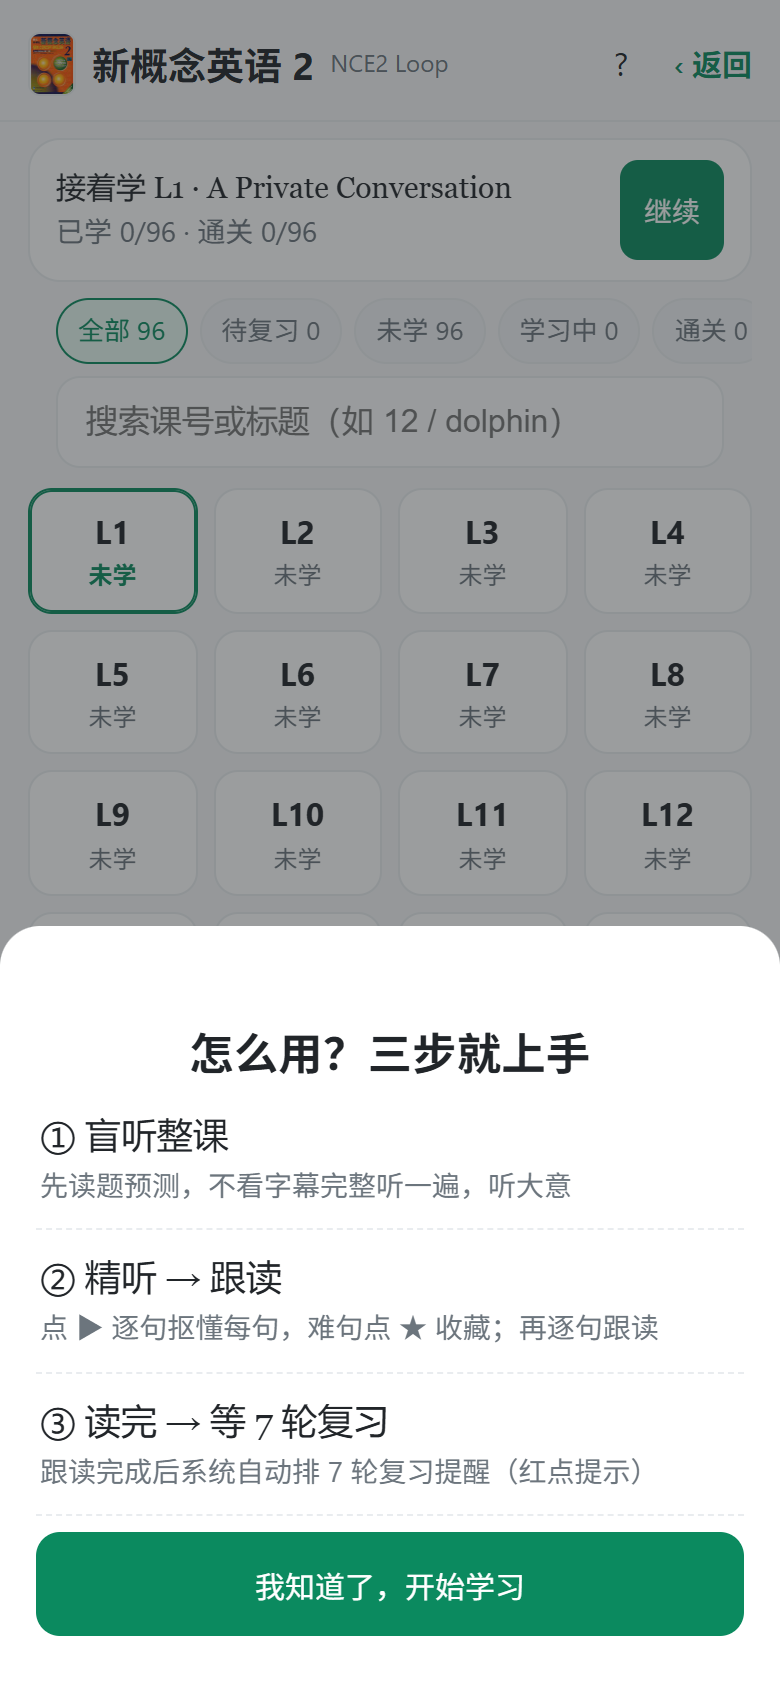 新概念英语 2 NCE2 Loop ? ‹ 返回
接着学 L1 · A Private Conversation
已学 0/96 · 通关 0/96
继续
全部 96 待复习 0 未学 96 学习中 0 通关 0
搜索课号或标题（如 12 / dolphin）
L1 L2 L3 L4
未学 未学 未学 未学
L5 L6 L7 L8
未学 未学 未学 未学
L9 L10 L11 L12
未学 未学 未学 未学
怎么用？三步就上手
① 盲听整课
先读题预测，不看字幕完整听一遍，听大意
② 精听 → 跟读
点 ▶ 逐句抠懂每句，难句点 ★ 收藏；再逐句跟读
③ 读完 → 等 7 轮复习
跟读完成后系统自动排 7 轮复习提醒（红点提示）
我知道了，开始学习